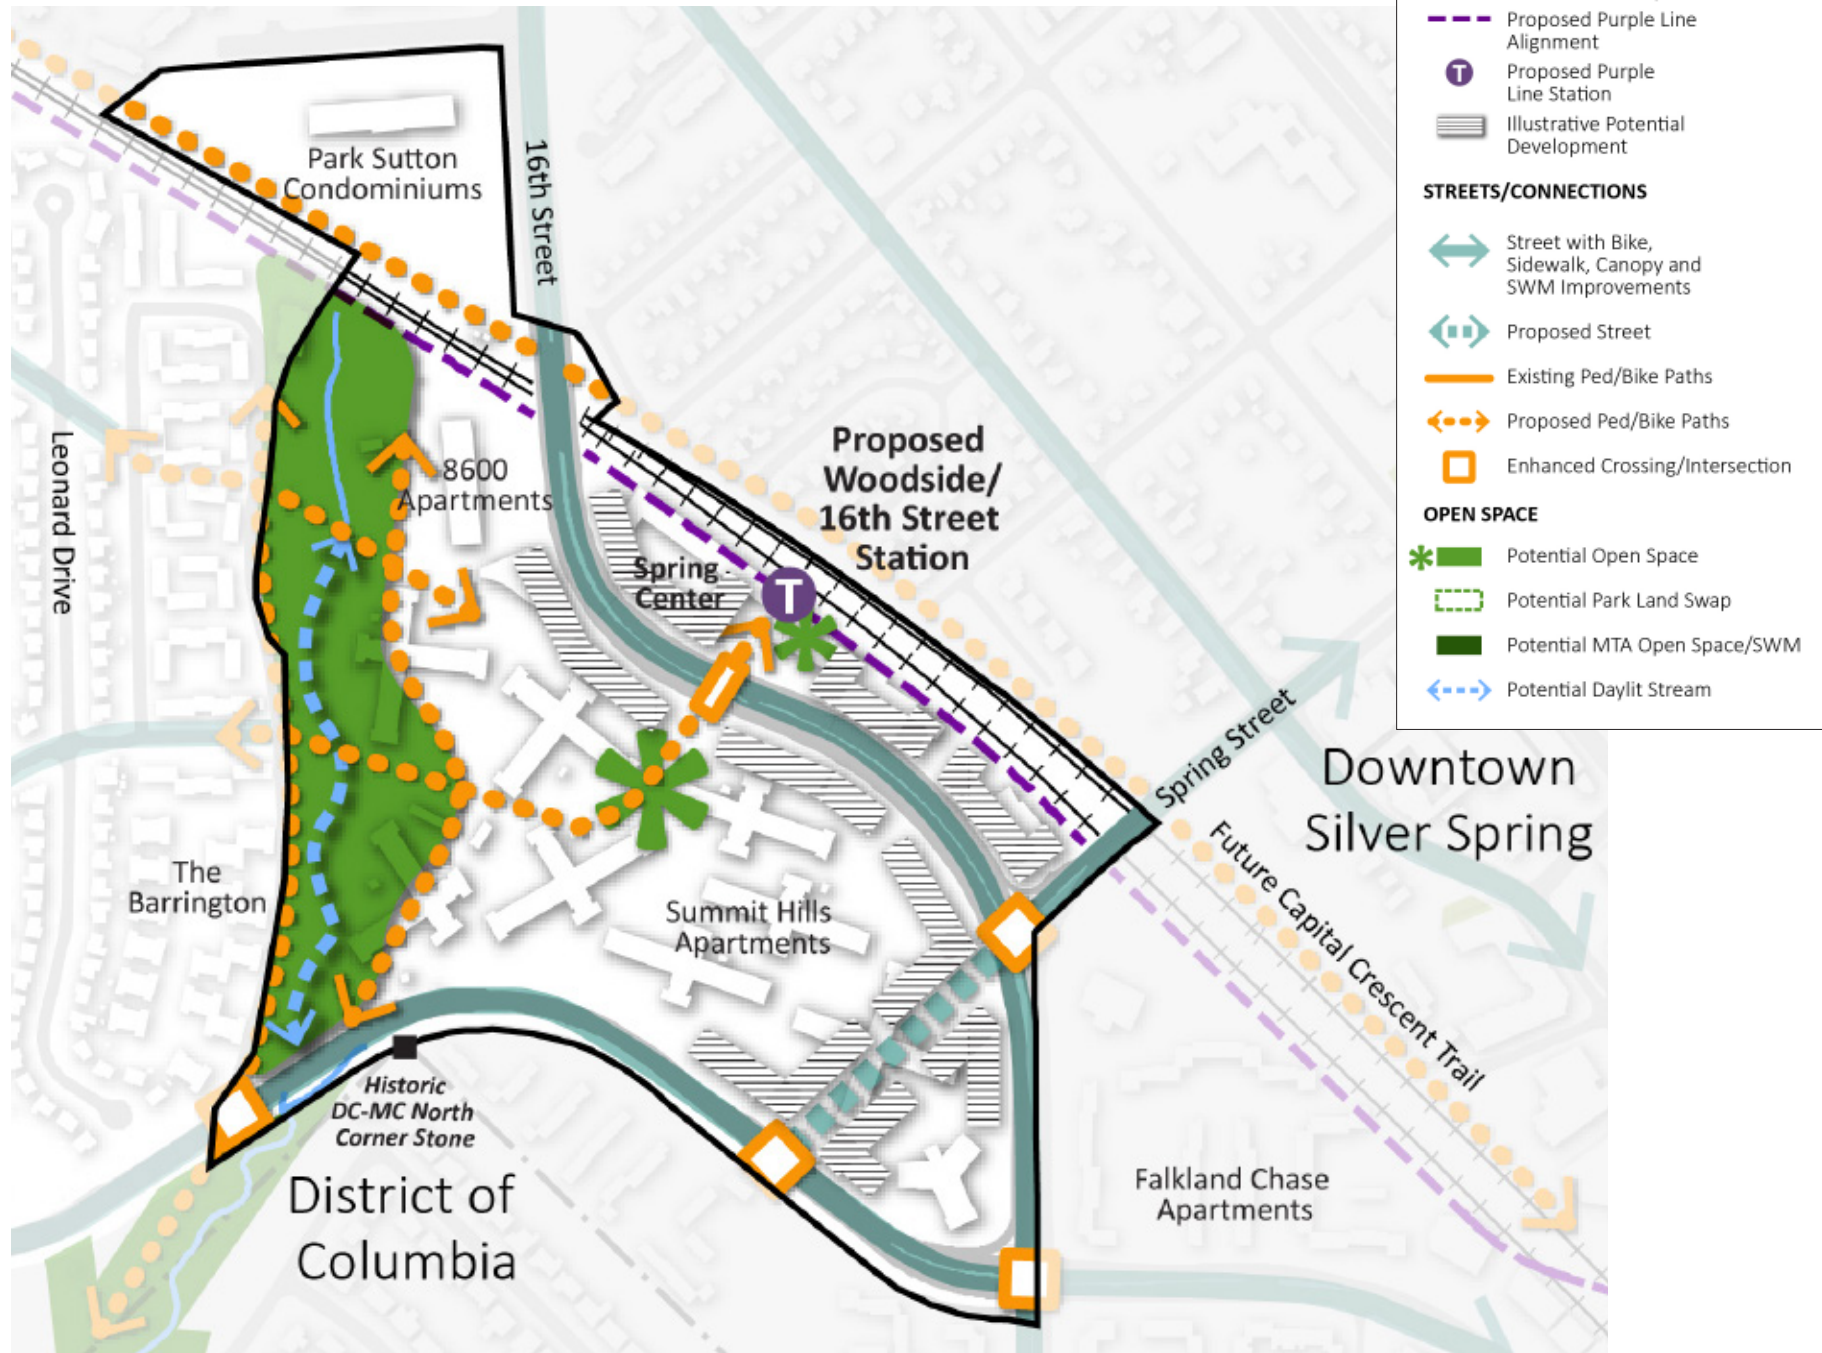 Proposed Purple Line
Alignment
T
Proposed Purple
Line Station
Illustrative Potential
Development
STREETS/CONNECTIONS
Street with Bike,
Sidewalk, Canopy and
SWM Improvements
Proposed Street
Existing Ped/Bike Paths
Proposed Ped/Bike Paths
Enhanced Crossing/Intersection
OPEN SPACE
Potential Open Space
Potential Park Land Swap
Potential MTA Open Space/SWM
Potential Daylit Stream
Park Sutton
Condominiums
16th Street
Leonard Drive
8600
Apartments
Proposed
Woodside/
16th Street
Station
Spring
Center
T
Spring Street
Downtown
Silver Spring
The
Barrington
Summit Hills
Apartments
Future Capital Crescent Trail
Historic
DC-MC North
Corner Stone
District of
Columbia
Falkland Chase
Apartments